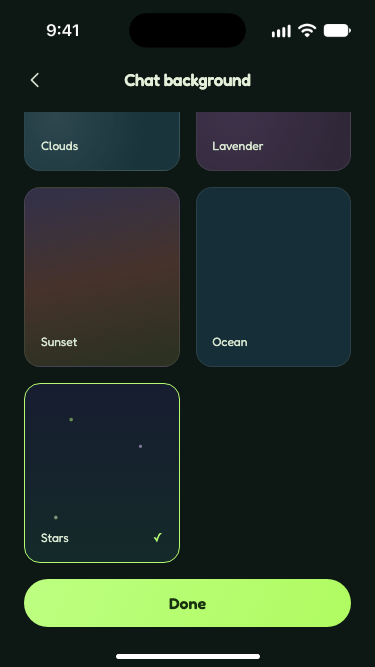 9:41
Chat background
Clouds
Lavender
Sunset
Ocean
Stars ✓
Done